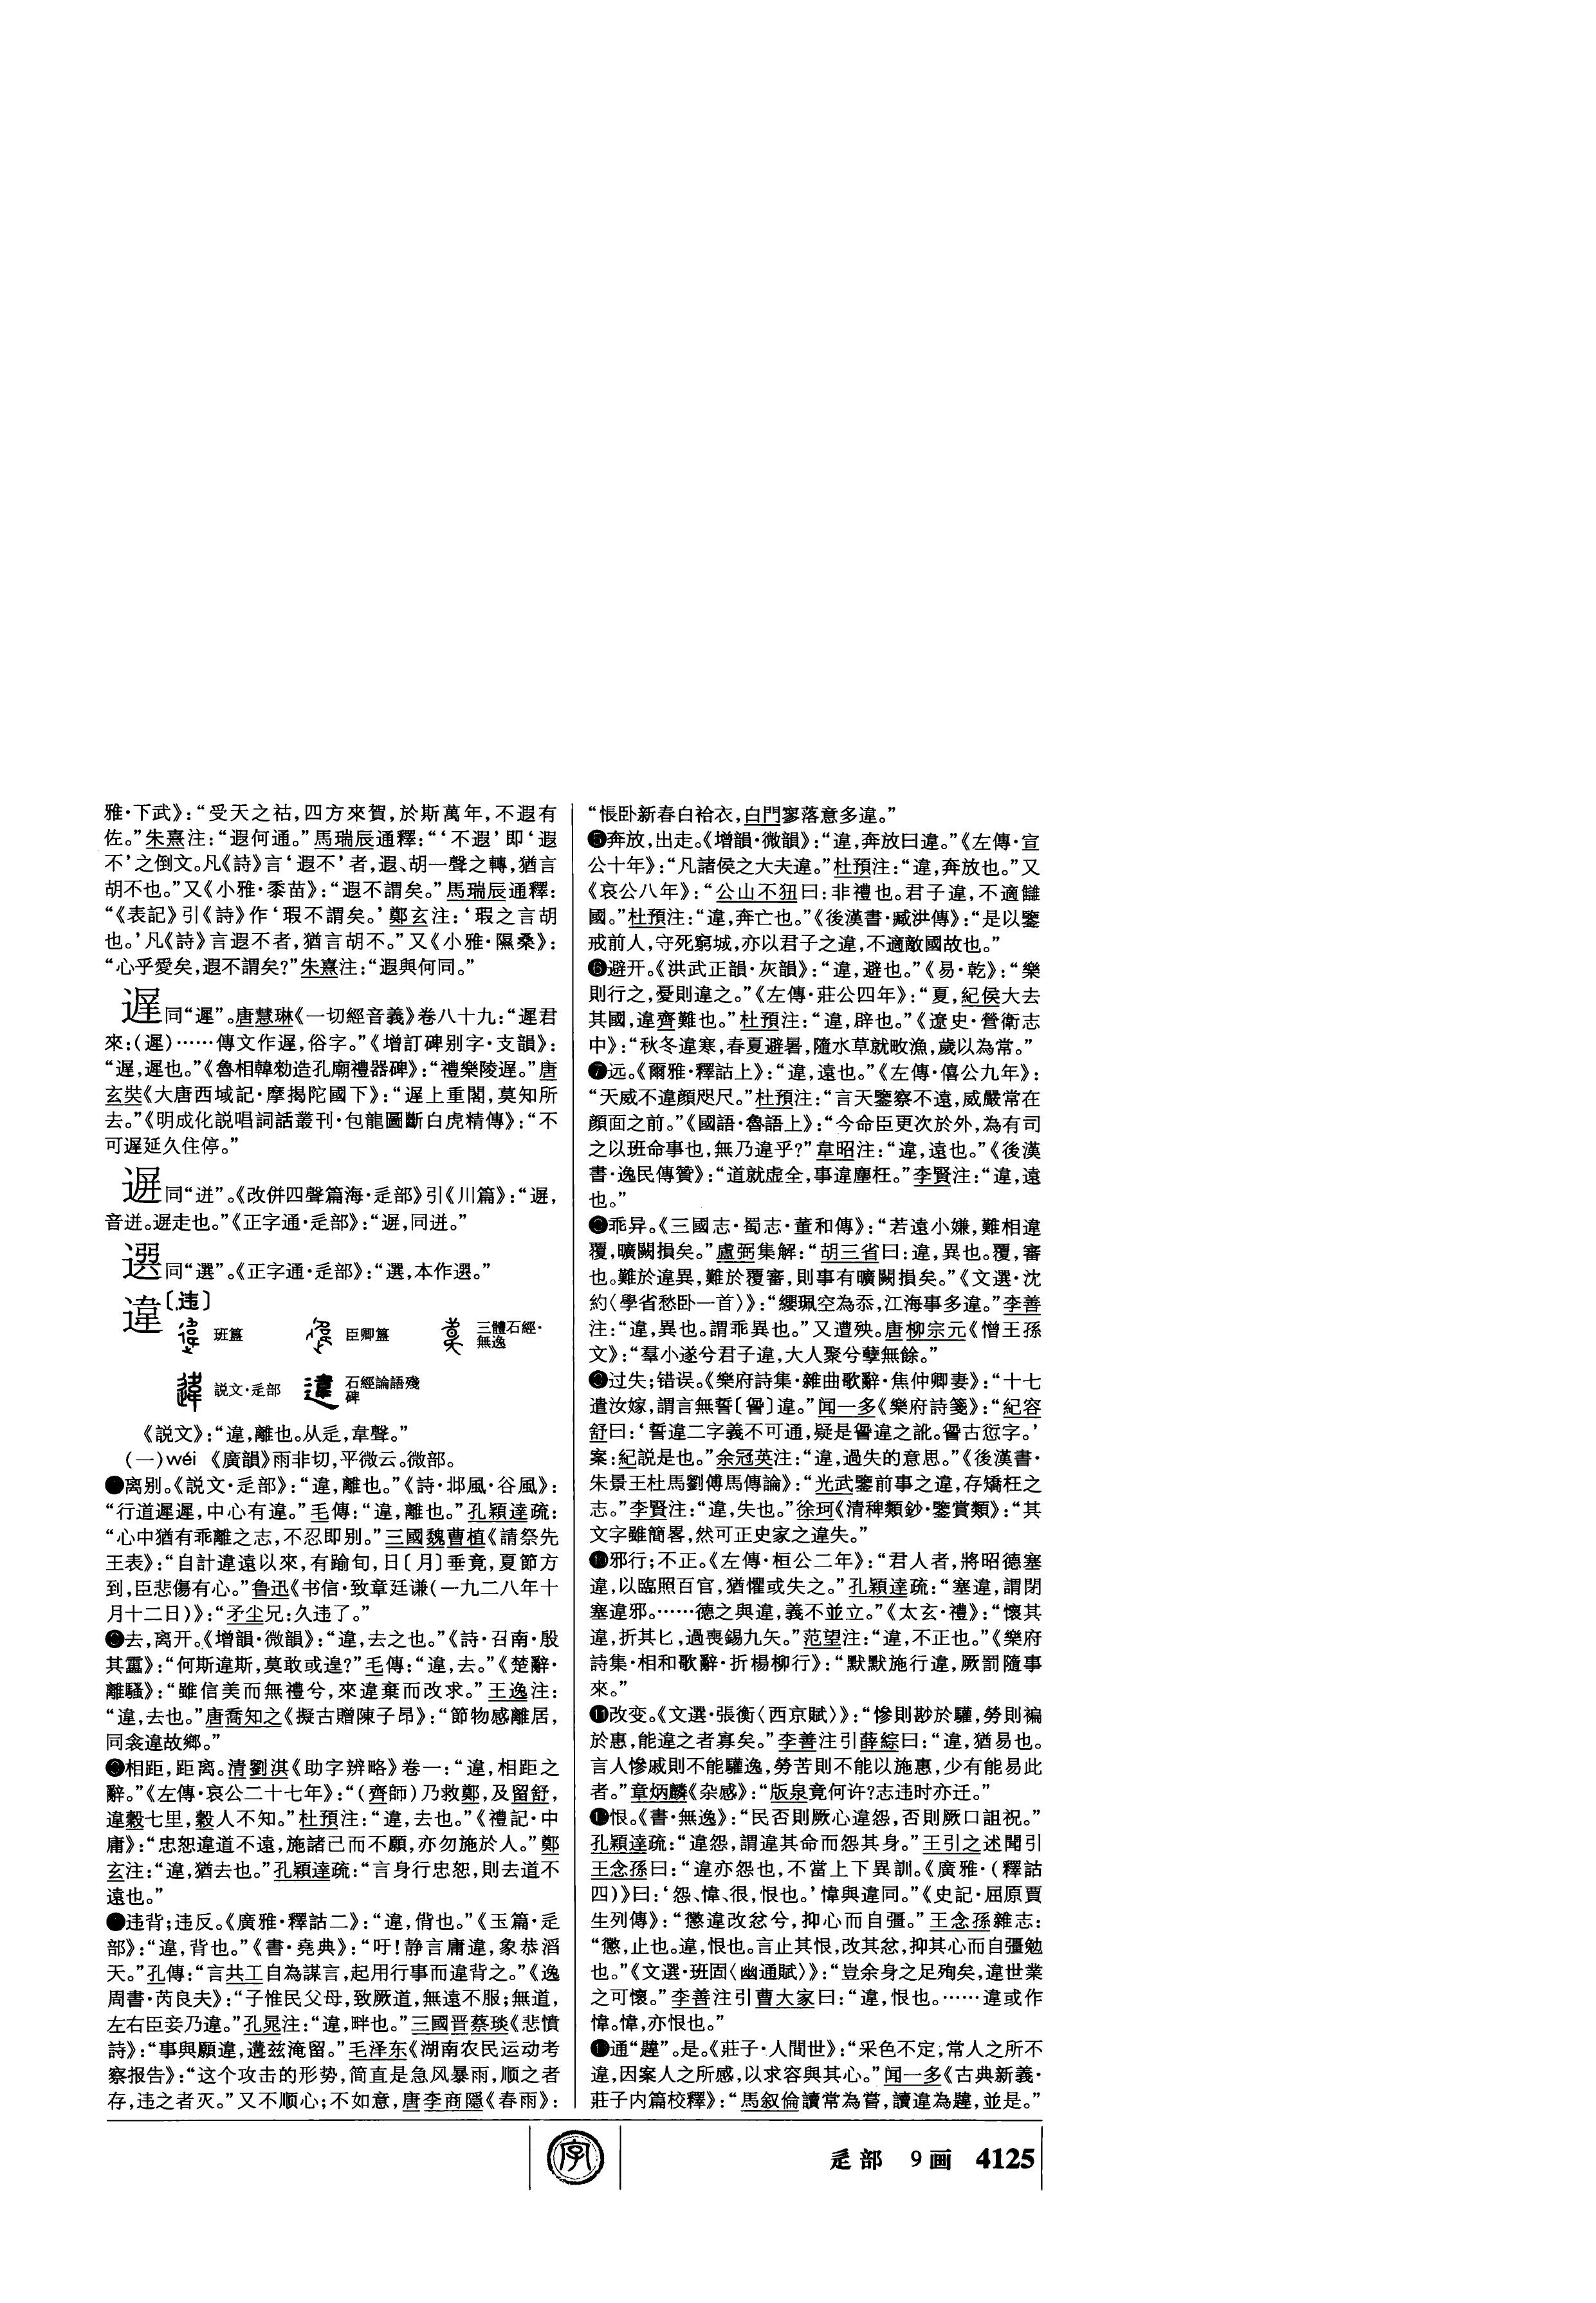 雅·下武》：“受天之祜，四方來賀，於斯萬年，不遐有
佐。”朱熹注：“遐何通。”馬瑞辰通釋：“‘不遐’即‘遐
不’之倒文。凡《詩》言‘遐不’者，遐、胡一聲之轉，猶言
胡不也。”又《小雅·黍苗》：“遐不謂矣。”馬瑞辰通釋：
“《表記》引《詩》作‘瑕不謂矣。’鄭玄注：‘瑕之言胡
也。’凡《詩》言遐不者，猶言胡不。”又《小雅·隰桑》：
“心乎愛矣，遐不謂矣？”朱熹注：“遐與何同。”
同“遲”。唐慧琳《一切經音義》卷八十九：“遲君
來：(遲)……傳文作遟，俗字。”《增訂碑别字·支韻》：
“遟，遲也。”《魯相韓勑造孔廟禮器碑》：“禮樂陵遟。”唐
玄奘《大唐西域記·摩揭陀國下》：“遟上重閣，莫知所
去。”《明成化説唱詞話叢刊·包龍圖斷白虎精傳》：“不
可遟延久住停。”
同“迸”。《改併四聲篇海·辵部》引《川篇》：“，
音迸。走也。”《正字通·辵部》：“，同迸。”
同“選”。《正字通·辵部》：“選，本作。”
違〔违〕
班簋 臣卿簋 三體石經·無逸
説文·辵部 石經論語殘碑
《説文》：“違，離也。从辵，韋聲。”
(一)wéi 《廣韻》雨非切，平微云。微部。
离别。《説文·辵部》：“違，離也。”《詩·邶風·谷風》：
“行道遲遲，中心有違。”毛傳：“違，離也。”孔穎達疏：
“心中猶有乖離之志，不忍即别。”三國魏曹植《請祭先
王表》：“自計違遠以來，有踰旬，日〔月〕垂竟，夏節方
到，臣悲傷有心。”鲁迅《书信·致章廷谦(一九二八年十
月十二日)》：“矛尘兄：久违了。”
去，离开。《增韻·微韻》：“違，去之也。”《詩·召南·殷
其靁》：“何斯違斯，莫敢或遑？”毛傳：“違，去。”《楚辭·
離騷》：“雖信美而無禮兮，來違棄而改求。”王逸注：
“違，去也。”唐喬知之《擬古贈陳子昂》：“節物感離居，
同衾違故鄉。”
相距，距离。清劉淇《助字辨略》卷一：“違，相距之
辭。”《左傳·哀公二十七年》：“(齊師)乃救鄭，及留舒，
違穀七里，穀人不知。”杜預注：“違，去也。”《禮記·中
庸》：“忠恕違道不遠，施諸己而不願，亦勿施於人。”鄭
玄注：“違，猶去也。”孔穎達疏：“言身行忠恕，則去道不
遠也。”
违背；违反。《廣雅·釋詁二》：“違，偝也。”《玉篇·辵
部》：“違，背也。”《書·堯典》：“吁！静言庸違，象恭滔
天。”孔傳：“言共工自為謀言，起用行事而違背之。”《逸
周書·芮良夫》：“子惟民父母，致厥道，無遠不服；無道，
左右臣妾乃違。”孔晁注：“違，畔也。”三國晋蔡琰《悲憤
詩》：“事與願違，遘兹淹留。”毛泽东《湖南农民运动考
察报告》：“这个攻击的形势，简直是急风暴雨，顺之者
存，违之者灭。”又不顺心；不如意，唐李商隱《春雨》：
“悵卧新春白袷衣，白門寥落意多違。”
❺奔放，出走。《增韻·微韻》：“違，奔放曰違。”《左傳·宣
公十年》：“凡諸侯之大夫違。”杜預注：“違，奔放也。”又
《哀公八年》：“公山不狃曰：非禮也。君子違，不適讎
國。”杜預注：“違，奔亡也。”《後漢書·臧洪傳》：“是以鑒
戒前人，守死窮城，亦以君子之違，不適敵國故也。”
❻避开。《洪武正韻·灰韻》：“違，避也。”《易·乾》：“樂
則行之，憂則違之。”《左傳·莊公四年》：“夏，紀侯大去
其國，違齊難也。”杜預注：“違，辟也。”《遼史·營衛志
中》：“秋冬違寒，春夏避暑，隨水草就畋漁，歲以為常。”
❼远。《爾雅·釋詁上》：“違，遠也。”《左傳·僖公九年》：
“天威不違顔咫尺。”杜預注：“言天鑒察不遠，威嚴常在
顔面之前。”《國語·魯語上》：“今命臣更次於外，為有司
之以班命事也，無乃違乎？”韋昭注：“違，遠也。”《後漢
書·逸民傳贊》：“道就虚全，事違塵枉。”李賢注：“違，遠
也。”
乖异。《三國志·蜀志·董和傳》：“若遠小嫌，難相違
覆，曠闕損矣。”盧弼集解：“胡三省曰：違，異也。覆，審
也。難於違異，難於覆審，則事有曠闕損矣。”《文選·沈
約〈學省愁卧一首〉》：“纓珮空為忝，江海事多違。”李善
注：“違，異也。謂乖異也。”又遭殃。唐柳宗元《憎王孫
文》：“羣小遂兮君子違，大人聚兮孽無餘。”
过失；错误。《樂府詩集·雜曲歌辭·焦仲卿妻》：“十七
遣汝嫁，謂言無誓〔諐〕違。”闻一多《樂府詩箋》：“紀容
舒曰：‘誓違二字義不可通，疑是諐違之訛。諐古愆字。’
案：紀説是也。”余冠英注：“違，過失的意思。”《後漢書·
朱景王杜馬劉傅馬傳論》：“光武鑒前事之違，存矯枉之
志。”李賢注：“違，失也。”徐珂《清稗類鈔·鑒賞類》：“其
文字雖簡畧，然可正史家之違失。”
❿邪行；不正。《左傳·桓公二年》：“君人者，將昭德塞
違，以臨照百官，猶懼或失之。”孔穎達疏：“塞違，謂閉
塞違邪。……德之與違，義不並立。”《太玄·禮》：“懷其
違，折其匕，過喪錫九矢。”范望注：“違，不正也。”《樂府
詩集·相和歌辭·折楊柳行》：“默默施行違，厥罰隨事
來。”
⓫改变。《文選·張衡〈西京賦〉》：“慘則尠於驩，勞則褊
於惠，能違之者寡矣。”李善注引薛綜曰：“違，猶易也。
言人慘戚則不能驩逸，勞苦則不能以施惠，少有能易此
者。”章炳麟《杂感》：“版泉竟何许？志违时亦迁。”
恨。《書·無逸》：“民否則厥心違怨，否則厥口詛祝。”
孔穎達疏：“違怨，謂違其命而怨其身。”王引之述聞引
王念孫曰：“違亦怨也，不當上下異訓。《廣雅·(釋詁
四)》曰：‘怨、愇、很，恨也。’愇與違同。”《史記·屈原賈
生列傳》：“懲違改忿兮，抑心而自彊。”王念孫雜志：
“懲，止也。違，恨也。言止其恨，改其忿，抑其心而自彊勉
也。”《文選·班固〈幽通賦〉》：“豈余身之足殉矣，違世業
之可懷。”李善注引曹大家曰：“違，恨也。……違或作
愇。愇，亦恨也。”
通“韙”。是。《莊子·人間世》：“采色不定，常人之所不
違，因案人之所感，以求容與其心。”闻一多《古典新義·
莊子内篇校釋》：“馬叙倫讀常為嘗，讀違為韙，並是。”
字
辵部 9画 4125